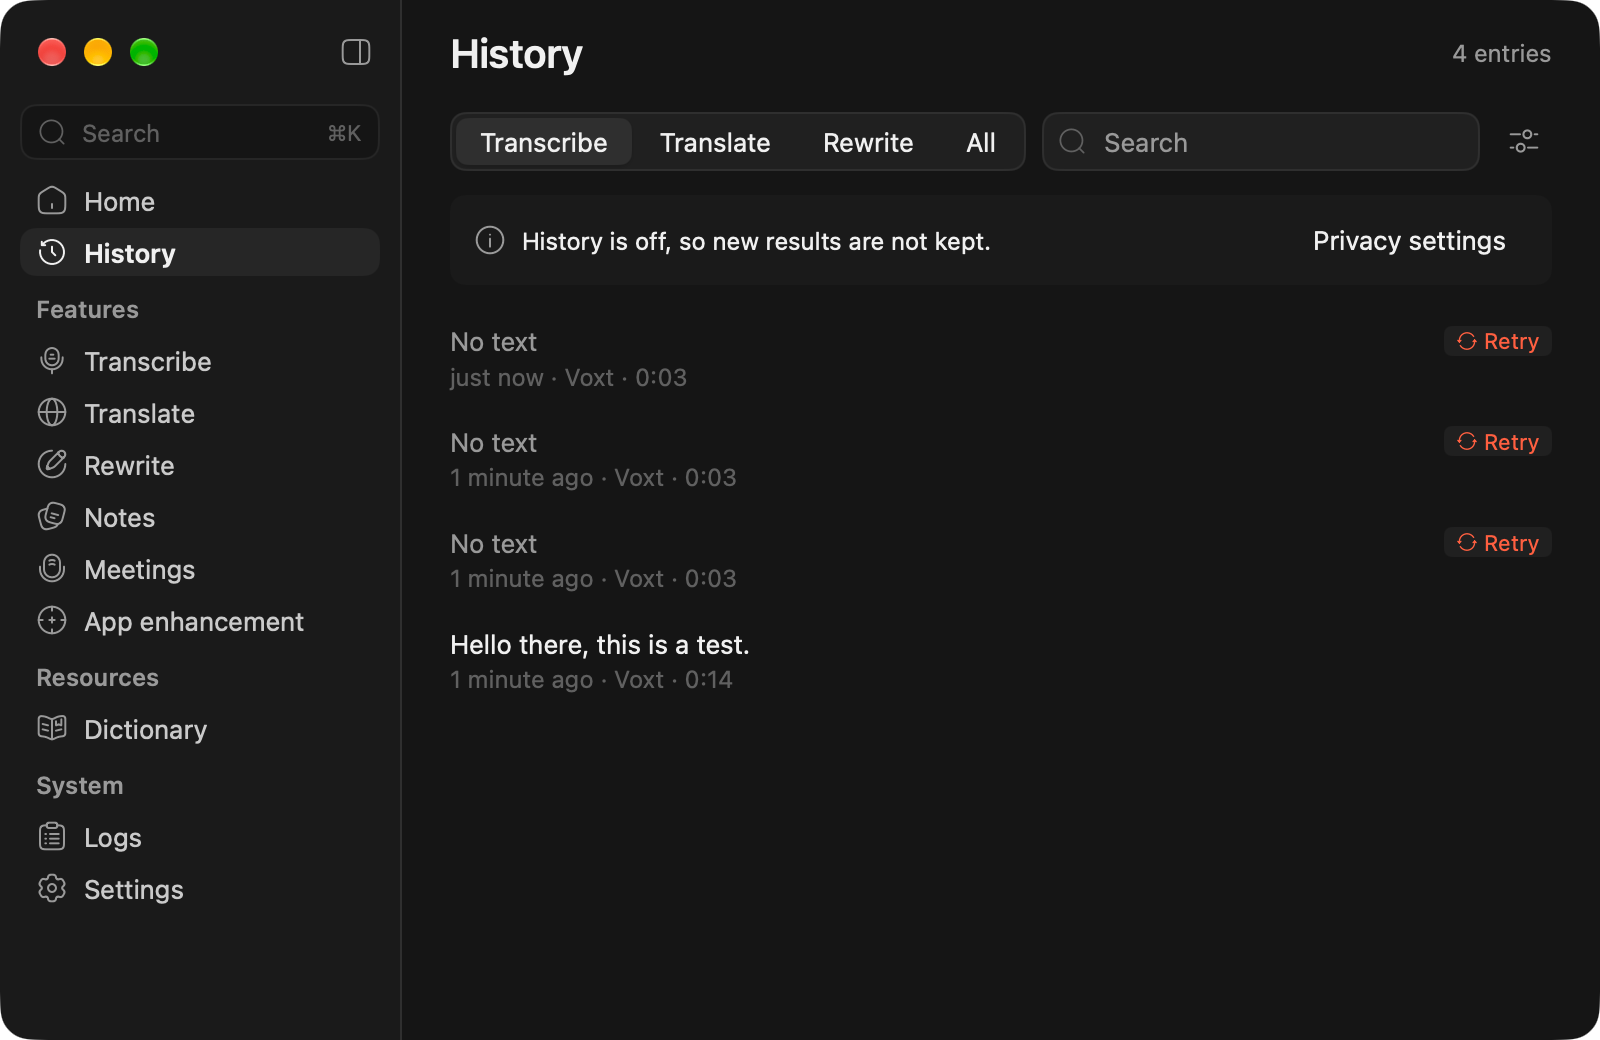 Search ⌘K
Home
History
Features
Transcribe
Translate
Rewrite
Notes
Meetings
App enhancement
Resources
Dictionary
System
Logs
Settings
History
4 entries
Transcribe Translate Rewrite All
Search
History is off, so new results are not kept.
Privacy settings
No text
Retry
just now · Voxt · 0:03
No text
Retry
1 minute ago · Voxt · 0:03
No text
Retry
1 minute ago · Voxt · 0:03
Hello there, this is a test.
1 minute ago · Voxt · 0:14